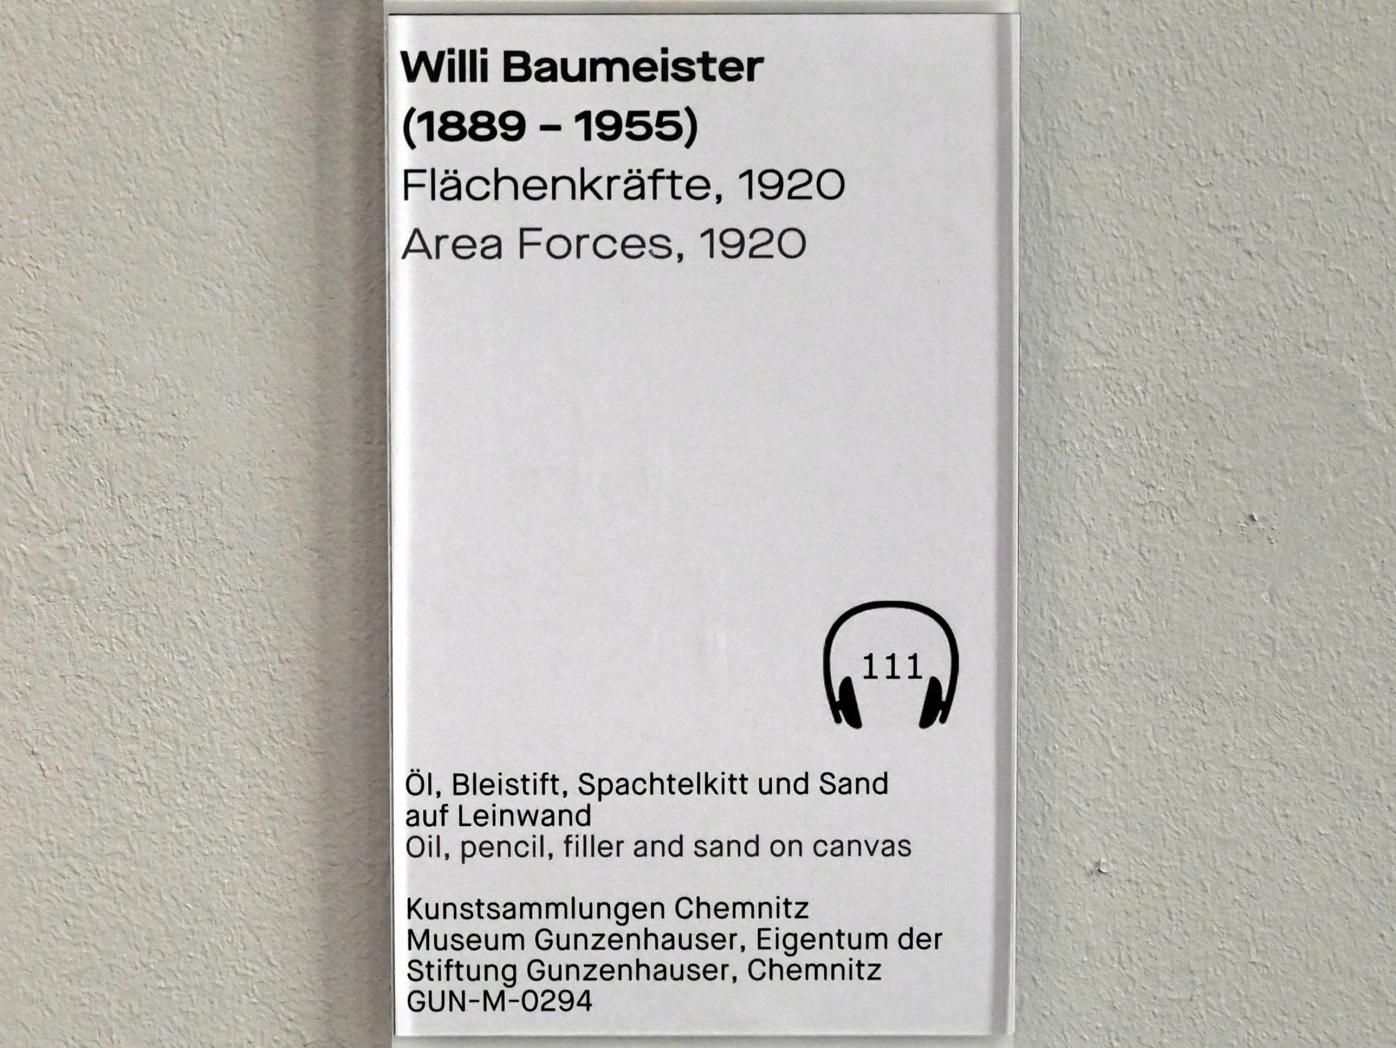 Willi Baumeister
(1889 – 1955)
Flächenkräfte, 1920
Area Forces, 1920
111
Öl, Bleistift, Spachtelkitt und Sand
auf Leinwand
Oil, pencil, filler and sand on canvas
Kunstsammlungen Chemnitz
Museum Gunzenhauser, Eigentum der
Stiftung Gunzenhauser, Chemnitz
GUN-M-0294